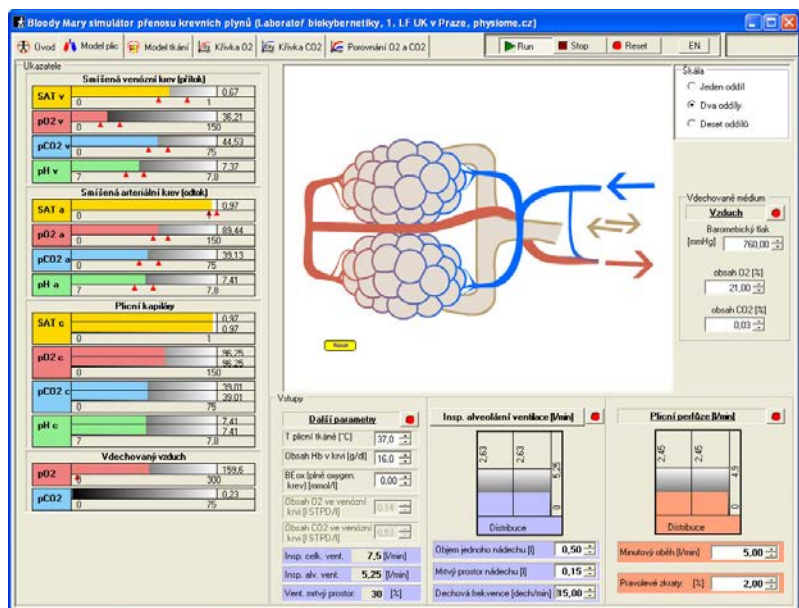 Bloody Mary simulátor přenosu krevních plynů (Laboratoř biokybernetiky, 1. LF UK v Praze, physiome.cz)
Úvod Model plic Model tkání Křivka O2 Křivka CO2 Porovnání O2 a CO2 Run Stop Reset EN
Ukazatele
Smíšená venózní krev (přítok)
SAT v 0,67
0 1
pO2 v 36,21
0 150
pCO2 v 44,53
0 75
pH v 7,37
7 7,8
Smíšená arteriální krev (odtok)
SAT a 0,97
0 1
pO2 a 89,44
0 150
pCO2 a 39,13
0 75
pH a 7,41
7 7,8
Plicní kapiláry
SAT c 0,97
0,97
0 1
pO2 c 96,25
96,25
0 150
pCO2 c 39,01
39,01
0 75
pH c 7,41
7,41
7 7,8
Vdechovaný vzduch
pO2 159,6
0 300
pCO2 0,23
0 75
Škála
Jeden oddíl
Dva oddíly
Deset oddílů
Vdechované médium
Vzduch
Barometrický tlak
[mmHg] 760,00
obsah O2 [%]
21,00
obsah CO2 [%]
0,03
Vstupy
Další parametry
T plicní tkáně [°C] 37,0
Obsah Hb v krvi [g/dl] 16,0
BEox (plně oxygen.
krev) [mmol/l] 0,00
Obsah O2 ve venózní
krvi [l STPD/l] 0,14
Obsah CO2 ve venózní
krvi [l STPD/l] 0,53
Insp. celk. vent. 7,5 [l/min]
Insp. alv. vent. 5,25 [l/min]
Vent. mrtvý prostor: 30 [%]
Insp. alveolární ventilace [l/min]
2,63 2,63 5,25
0
Distribuce
Objem jednoho nádechu [l] 0,50
Mrtvý prostor nádechu [l] 0,15
Dechová frekvence [dech/min] 15,00
Plicní perfúze [l/min]
2,45 2,45 4,9
0
Distribuce
Minutový oběh [l/min] 5,00
Pravolevé zkraty: [%] 2,00